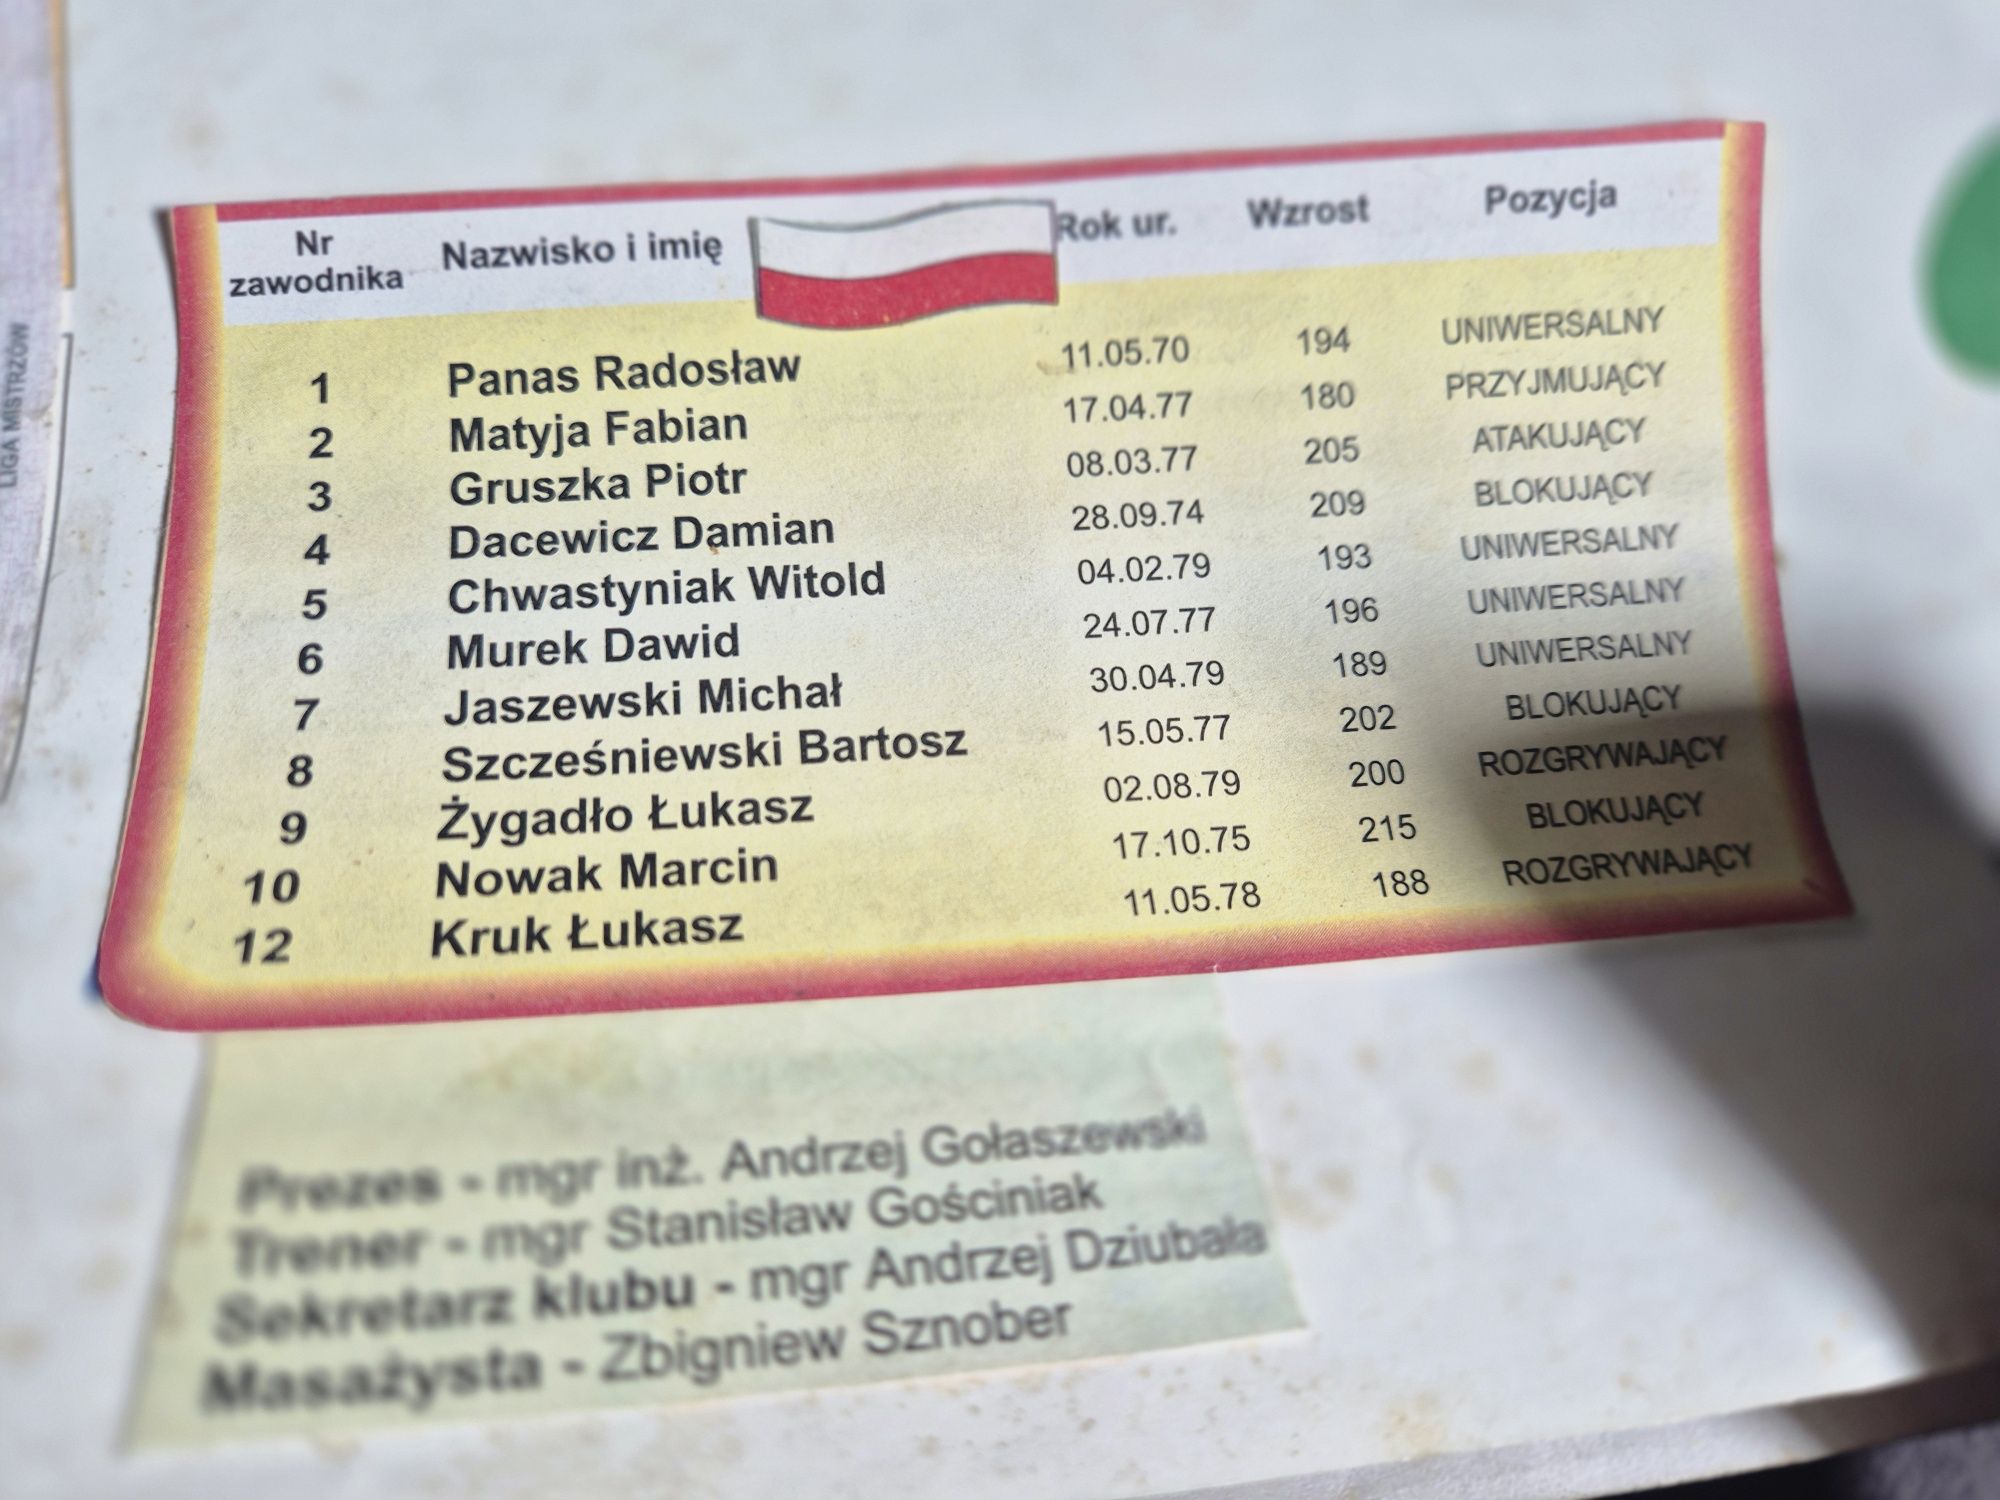 LIGA MISTRZÓW
Nr zawodnika Nazwisko i imię Rok ur. Wzrost Pozycja
1 Panas Radosław 11.05.70 194 UNIWERSALNY
2 Matyja Fabian 17.04.77 180 PRZYJMUJĄCY
3 Gruszka Piotr 08.03.77 205 ATAKUJĄCY
4 Dacewicz Damian 28.09.74 209 BLOKUJĄCY
5 Chwastyniak Witold 04.02.79 193 UNIWERSALNY
6 Murek Dawid 24.07.77 196 UNIWERSALNY
7 Jaszewski Michał 30.04.79 189 UNIWERSALNY
8 Szcześniewski Bartosz 15.05.77 202 BLOKUJĄCY
9 Żygadło Łukasz 02.08.79 200 ROZGRYWAJĄCY
10 Nowak Marcin 17.10.75 215 BLOKUJĄCY
12 Kruk Łukasz 11.05.78 188 ROZGRYWAJĄCY
Prezes - mgr inż. Andrzej Gołaszewski
Trener - mgr Stanisław Gościniak
Sekretarz klubu - mgr Andrzej Dziubała
Masażysta - Zbigniew Sznober